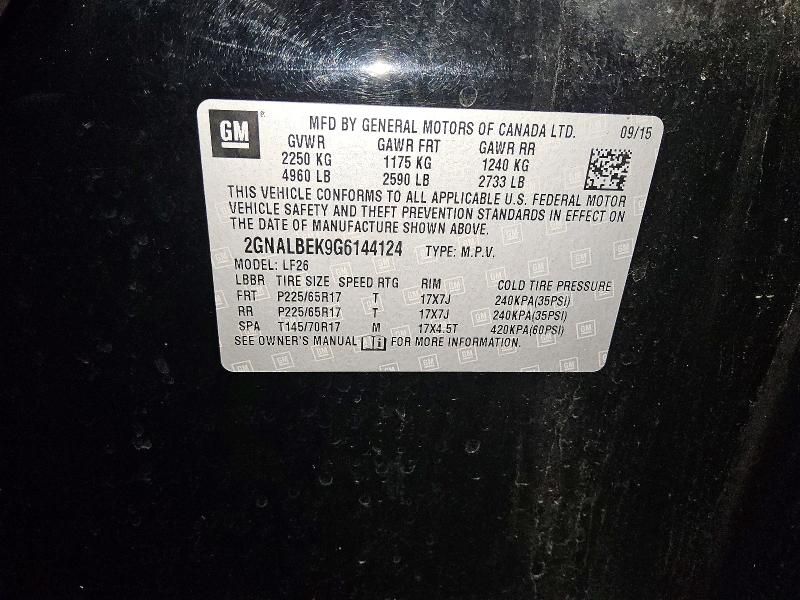 GM
MFD BY GENERAL MOTORS OF CANADA LTD. 09/15
GVWR GAWR FRT GAWR RR
2250 KG 1175 KG 1240 KG
4960 LB 2590 LB 2733 LB
THIS VEHICLE CONFORMS TO ALL APPLICABLE U.S. FEDERAL MOTOR
VEHICLE SAFETY AND THEFT PREVENTION STANDARDS IN EFFECT ON
THE DATE OF MANUFACTURE SHOWN ABOVE.
2GNALBEK9G6144124 TYPE: M.P.V.
MODEL: LF26
LBBR TIRE SIZE SPEED RTG RIM COLD TIRE PRESSURE
FRT P225/65R17 T 17X7J 240KPA(35PSI)
RR P225/65R17 T 17X7J 240KPA(35PSI)
SPA T145/70R17 M 17X4.5T 420KPA(60PSI)
SEE OWNER'S MANUAL FOR MORE INFORMATION.